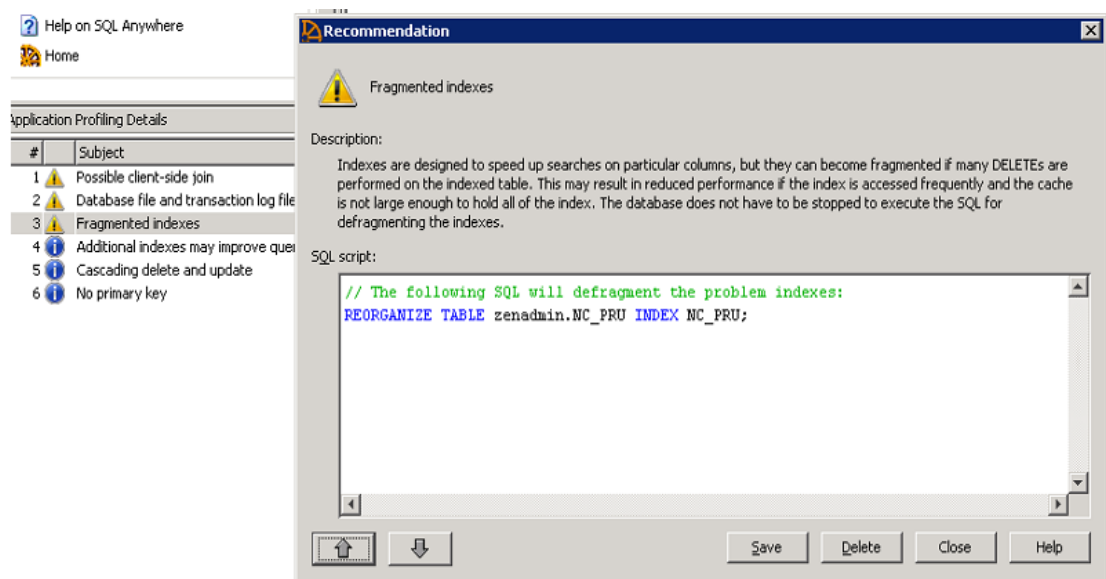 Help on SQL Anywhere
Home
Application Profiling Details
# Subject
1 Possible client-side join
2 Database file and transaction log file
3 Fragmented indexes
4 Additional indexes may improve quer
5 Cascading delete and update
6 No primary key
Recommendation
Fragmented indexes
Description:
Indexes are designed to speed up searches on particular columns, but they can become fragmented if many DELETEs are
performed on the indexed table. This may result in reduced performance if the index is accessed frequently and the cache
is not large enough to hold all of the index. The database does not have to be stopped to execute the SQL for
defragmenting the indexes.
SQL script:
// The following SQL will defragment the problem indexes:
REORGANIZE TABLE zenadmin.NC_PRU INDEX NC_PRU;
Save Delete Close Help